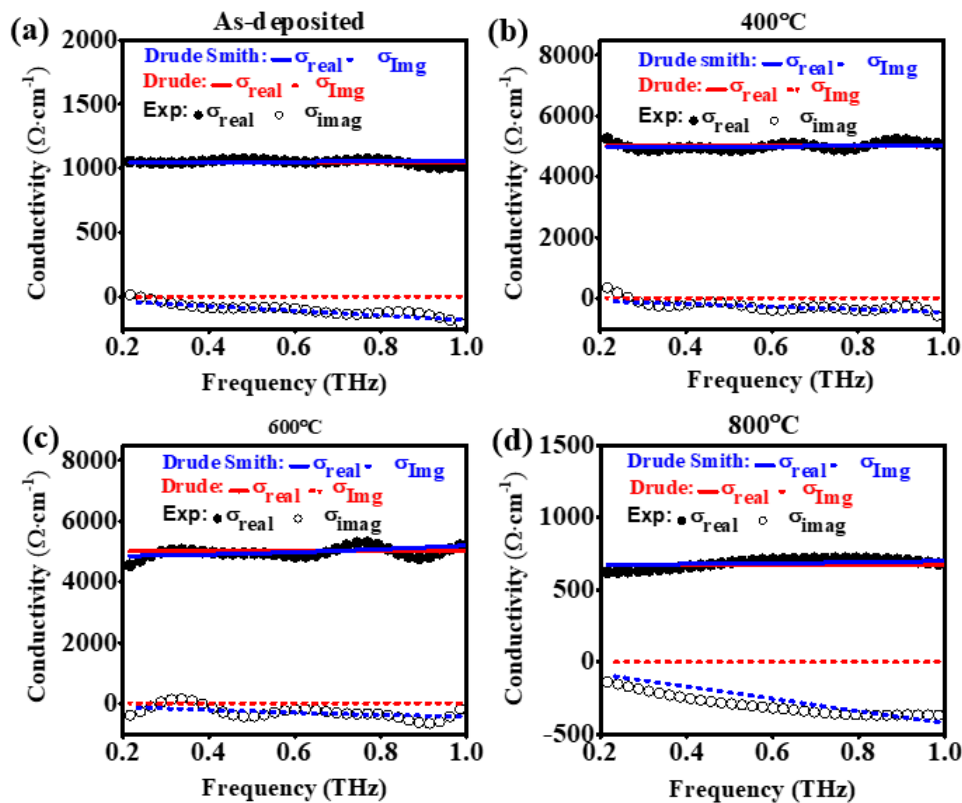 (a) As-deposited
2000
1500
1000
500
0
Conductivity (Ω·cm⁻¹)
Drude Smith: σreal σImg
Drude: σreal σImg
Exp: σreal σimag
0.2 0.4 0.6 0.8 1.0
Frequency (THz)
(b) 400°C
8000
6000
4000
2000
0
Conductivity (Ω·cm⁻¹)
Drude smith: σreal σImg
Drude: σreal σImg
Exp: σreal σimag
0.2 0.4 0.6 0.8 1.0
Frequency (THz)
(c) 600°C
8000
6000
4000
2000
0
Conductivity (Ω·cm⁻¹)
Drude Smith: σreal σImg
Drude: σreal σImg
Exp: σreal σimag
0.2 0.4 0.6 0.8 1.0
Frequency (THz)
(d) 800°C
1500
1000
500
0
-500
Conductivity (Ω·cm⁻¹)
Drude Smith: σreal σImg
Drude: σreal σImg
Exp: σreal σimag
0.2 0.4 0.6 0.8 1.0
Frequency (THz)